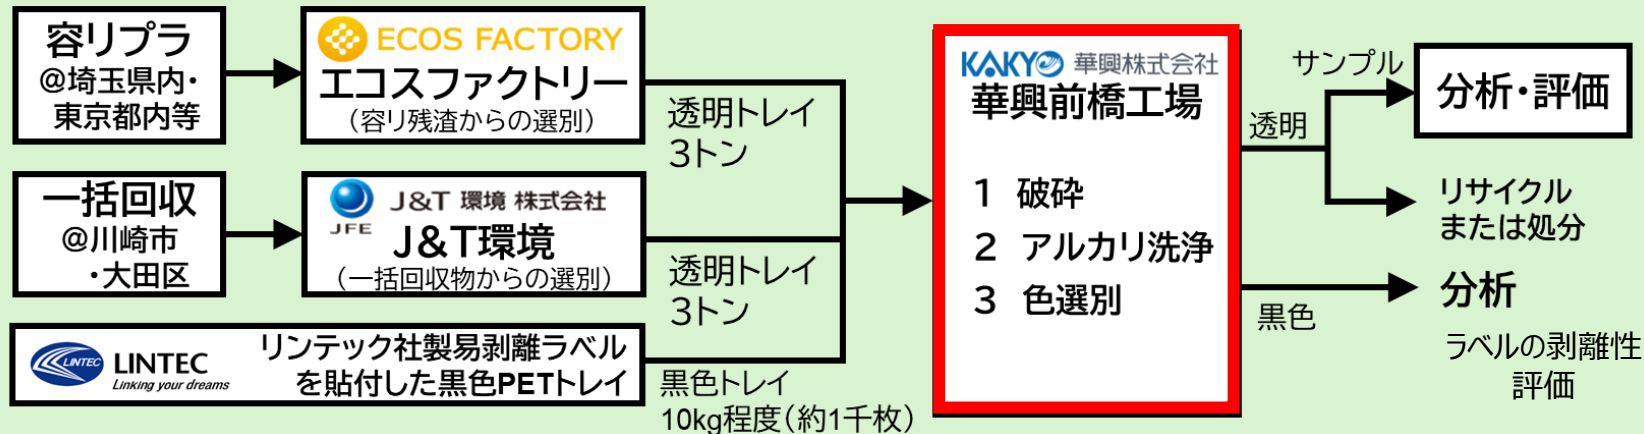 容リプラ
@埼玉県内・
東京都内等
ECOS FACTORY
エコスファクトリー
（容リ残渣からの選別）
透明トレイ
3トン
一括回収
@川崎市
・大田区
JFE
J&T 環境 株式会社
J&T環境
（一括回収物からの選別）
透明トレイ
3トン
LINTEC
LINTEC
Linking your dreams
リンテック社製易剥離ラベル
を貼付した黒色PETトレイ
黒色トレイ
10kg程度（約1千枚）
KAKYO 華興株式会社
華興前橋工場
1 破砕
2 アルカリ洗浄
3 色選別
透明
サンプル
分析・評価
リサイクル
または処分
黒色
分析
ラベルの剥離性
評価